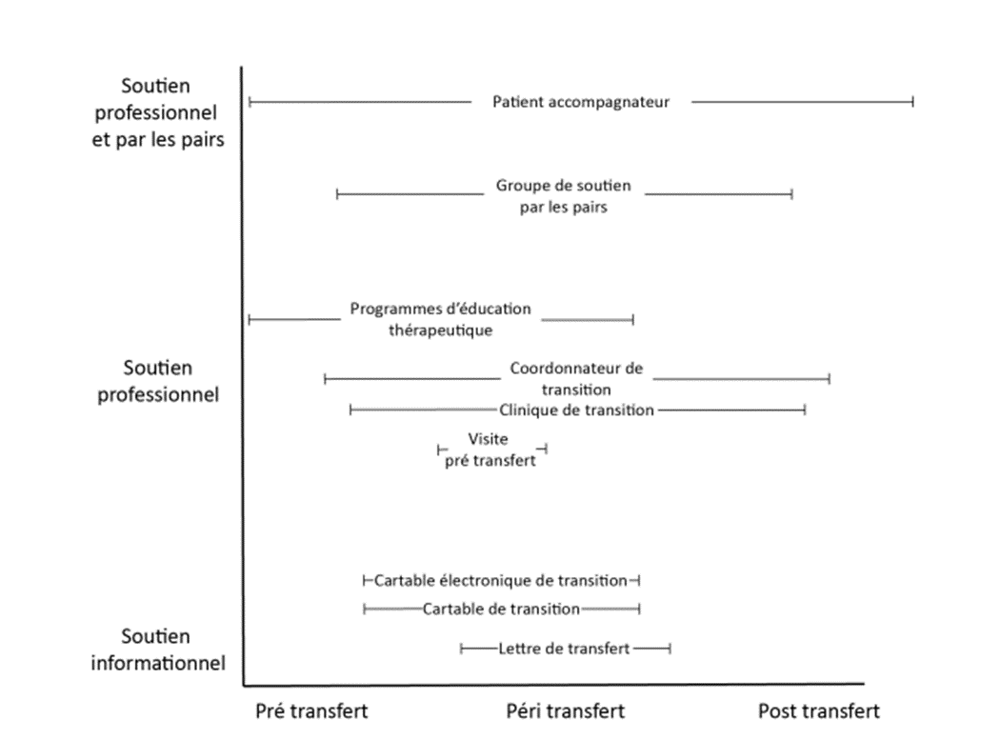 Soutien
professionnel
et par les pairs
Patient accompagnateur
Groupe de soutien
par les pairs
Programmes d'éducation
thérapeutique
Soutien
professionnel
Coordonnateur de
transition
Clinique de transition
Visite
pré transfert
Cartable électronique de transition
Cartable de transition
Soutien
informationnel
Lettre de transfert
Pré transfert
Péri transfert
Post transfert